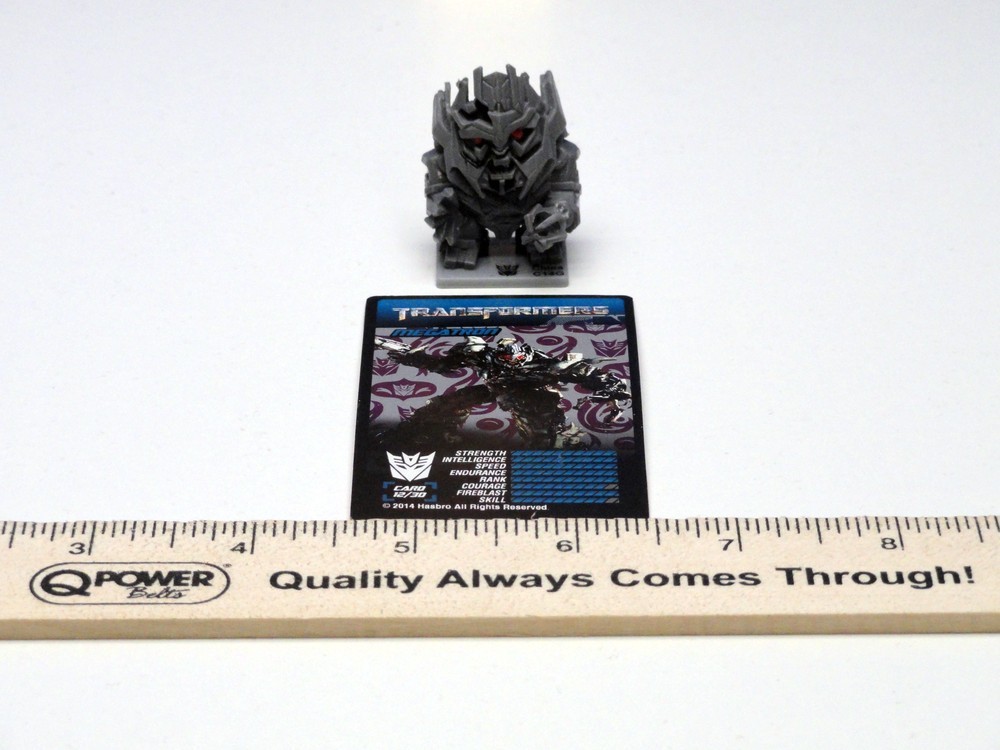 TRANSFORMERS
MEGATRON
STRENGTH
INTELLIGENCE
SPEED
ENDURANCE
RANK
COURAGE
FIREBLAST
SKILL
CARD
12/30
© 2014 Hasbro All Rights Reserved
3 4 5 6 7 8
QPOWER
Belts
Quality Always Comes Through!